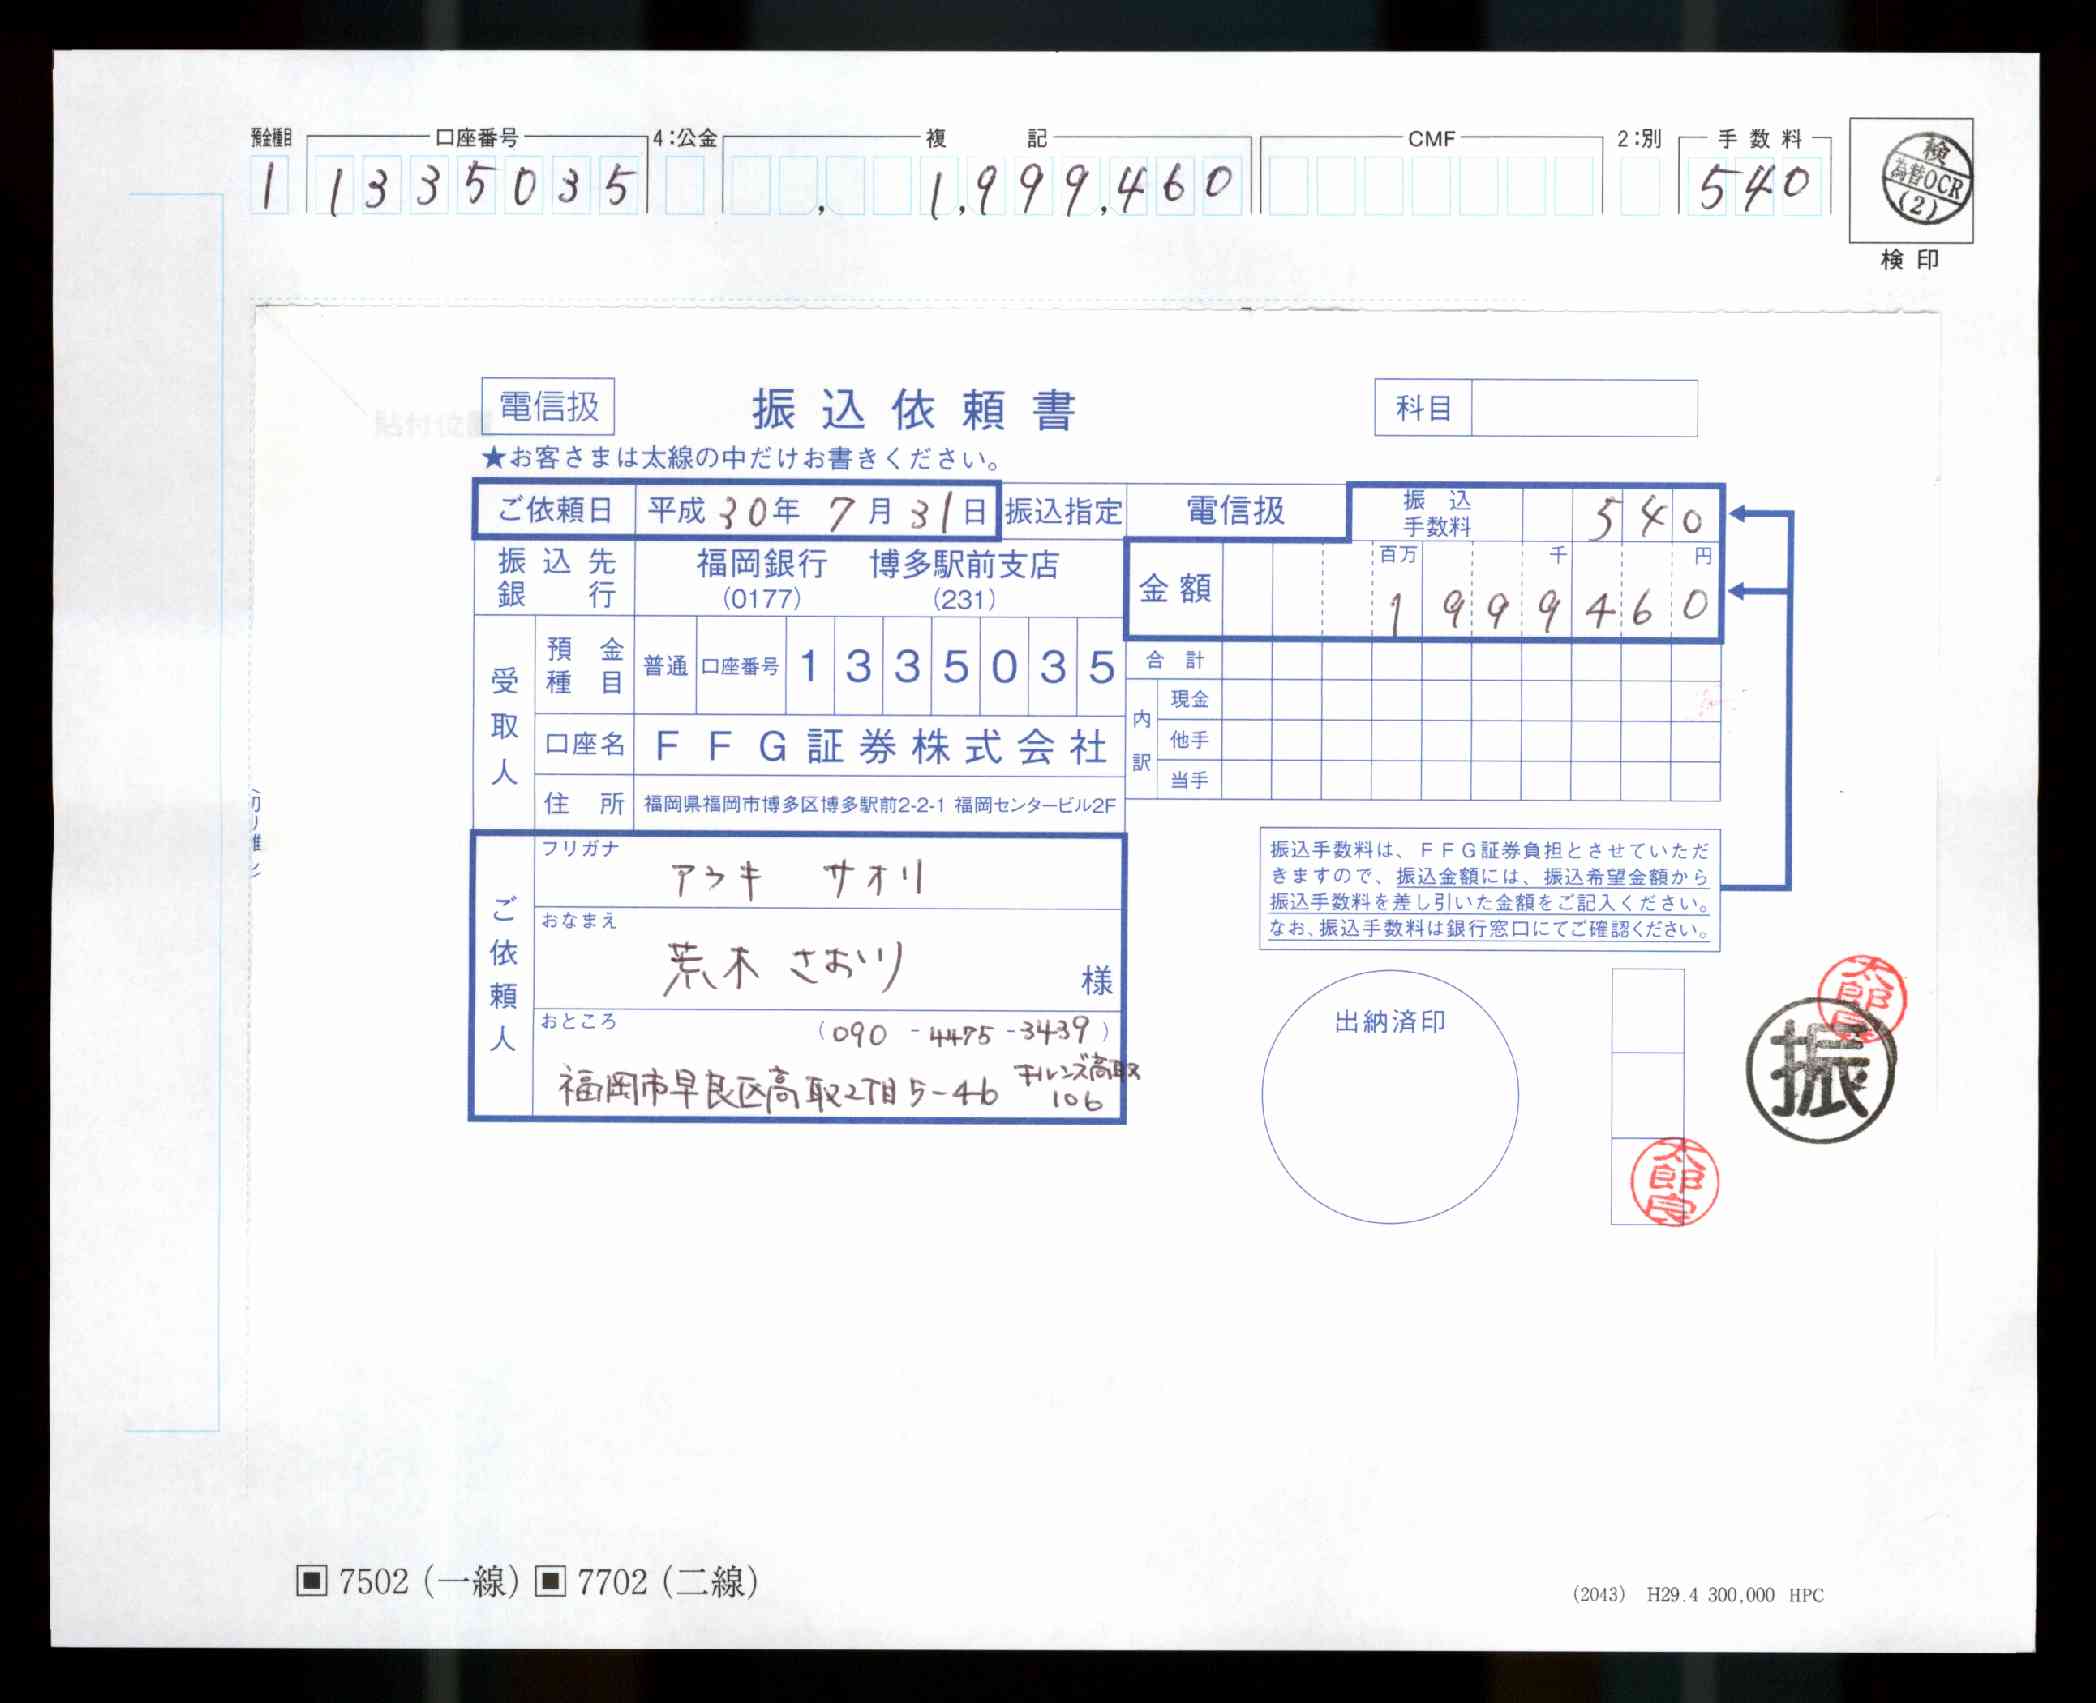 預金種目 口座番号 4:公金 複 記 CMF 2:別 手数料
1 1335035 1,999,460 540
検
為替OCR
(2)
検印
貼付位置
電信扱 振込依頼書 科目
★お客さまは太線の中だけお書きください。
ご依頼日 平成30年7月31日 振込指定 電信扱 振込手数料 540
振込先銀行 福岡銀行 博多駅前支店
(0177) (231)
金額 百万 千 円
1999460
受取人 預金種目 普通 口座番号 1335035
口座名 FFG証券株式会社
住所 福岡県福岡市博多区博多駅前2-2-1 福岡センタービル2F
合計
内訳 現金
他手
当手
ご依頼人
フリガナ
アラキ サオリ
おなまえ
荒木 さおり 様
おところ (090-4475-3439)
福岡市早良区高取2丁目5-46
高取
106
振込手数料は、FFG証券負担とさせていただ
きますので、振込金額には、振込希望金額から
振込手数料を差し引いた金額をご記入ください。
なお、振込手数料は銀行窓口にてご確認ください。
出納済印
太郎良
振
太郎良
7502(一線) 7702(二線)
(2043) H29.4 300,000 HPC